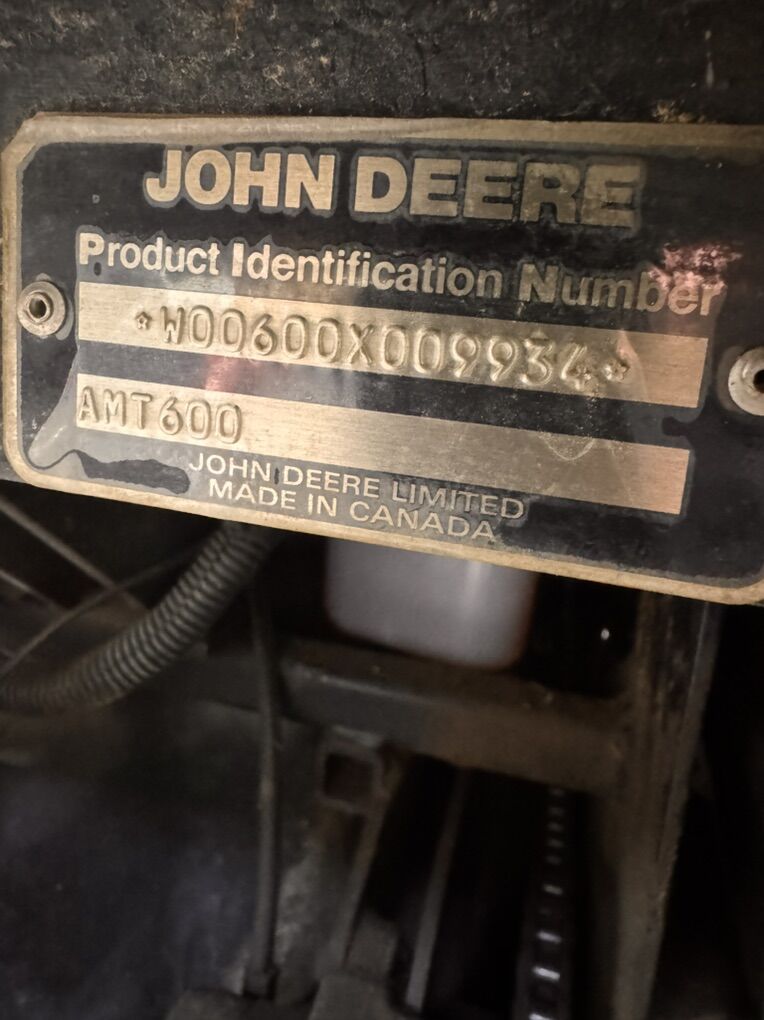 JOHN DEERE
Product Identification Number
*W00600X009934*
AMT600
JOHN DEERE LIMITED
MADE IN CANADA